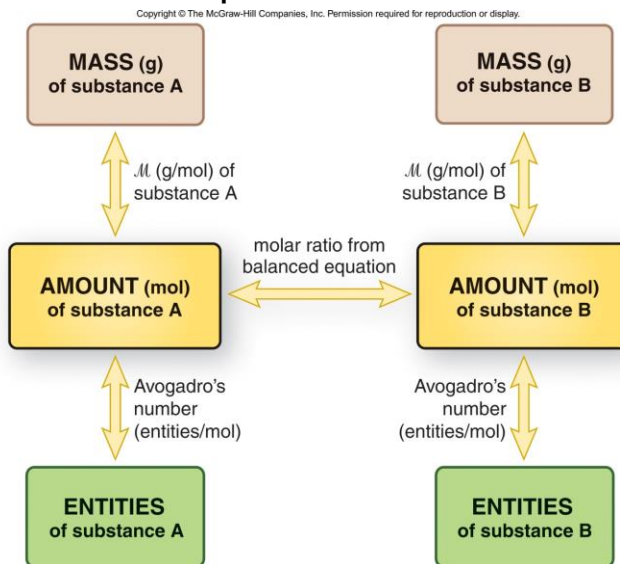 Copyright © The McGraw-Hill Companies, Inc. Permission required for reproduction or display.
MASS (g)
of substance A
MASS (g)
of substance B
ℳ (g/mol) of
substance A
ℳ (g/mol) of
substance B
AMOUNT (mol)
of substance A
molar ratio from
balanced equation
AMOUNT (mol)
of substance B
Avogadro's
number
(entities/mol)
Avogadro's
number
(entities/mol)
ENTITIES
of substance A
ENTITIES
of substance B